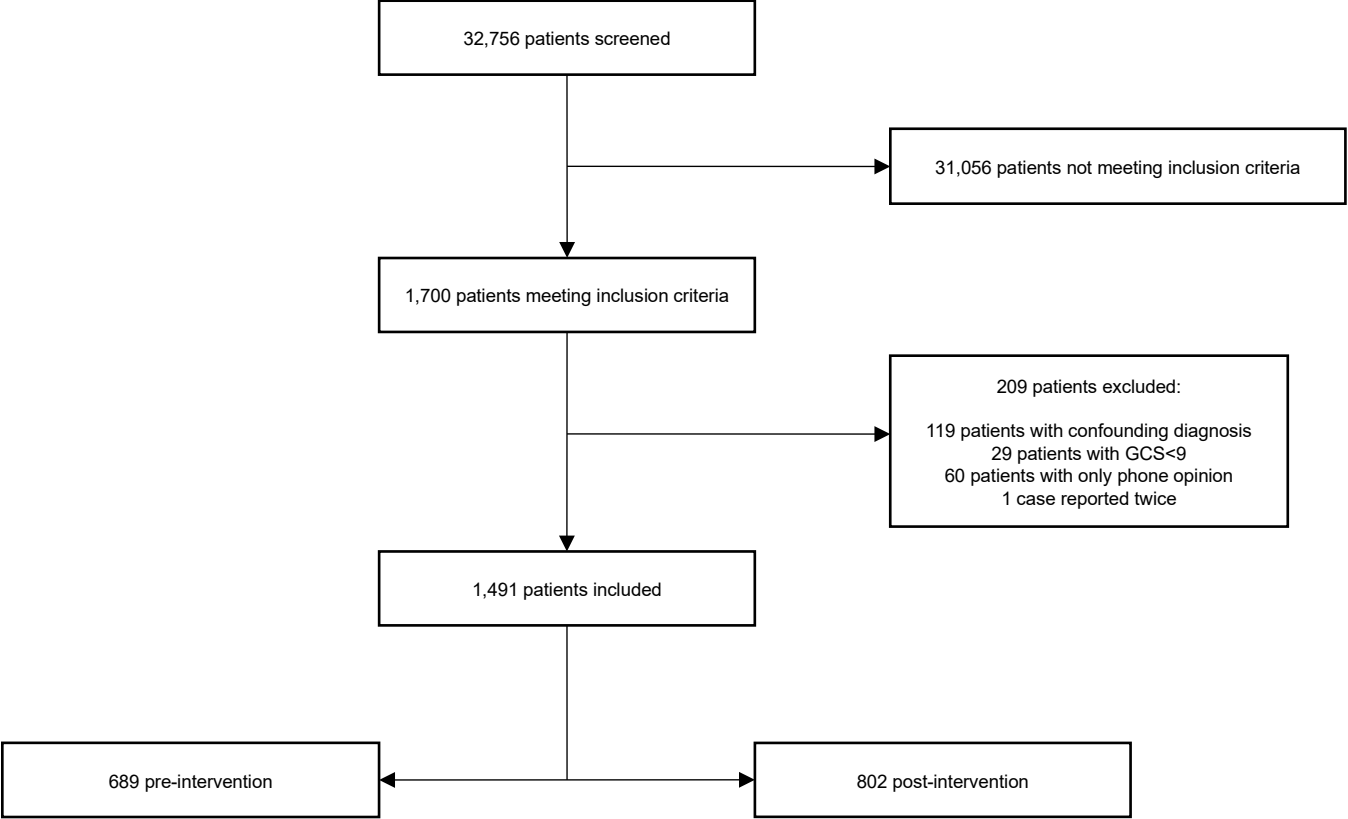 32,756 patients screened
31,056 patients not meeting inclusion criteria
1,700 patients meeting inclusion criteria
209 patients excluded:
119 patients with confounding diagnosis
29 patients with GCS<9
60 patients with only phone opinion
1 case reported twice
1,491 patients included
689 pre-intervention
802 post-intervention